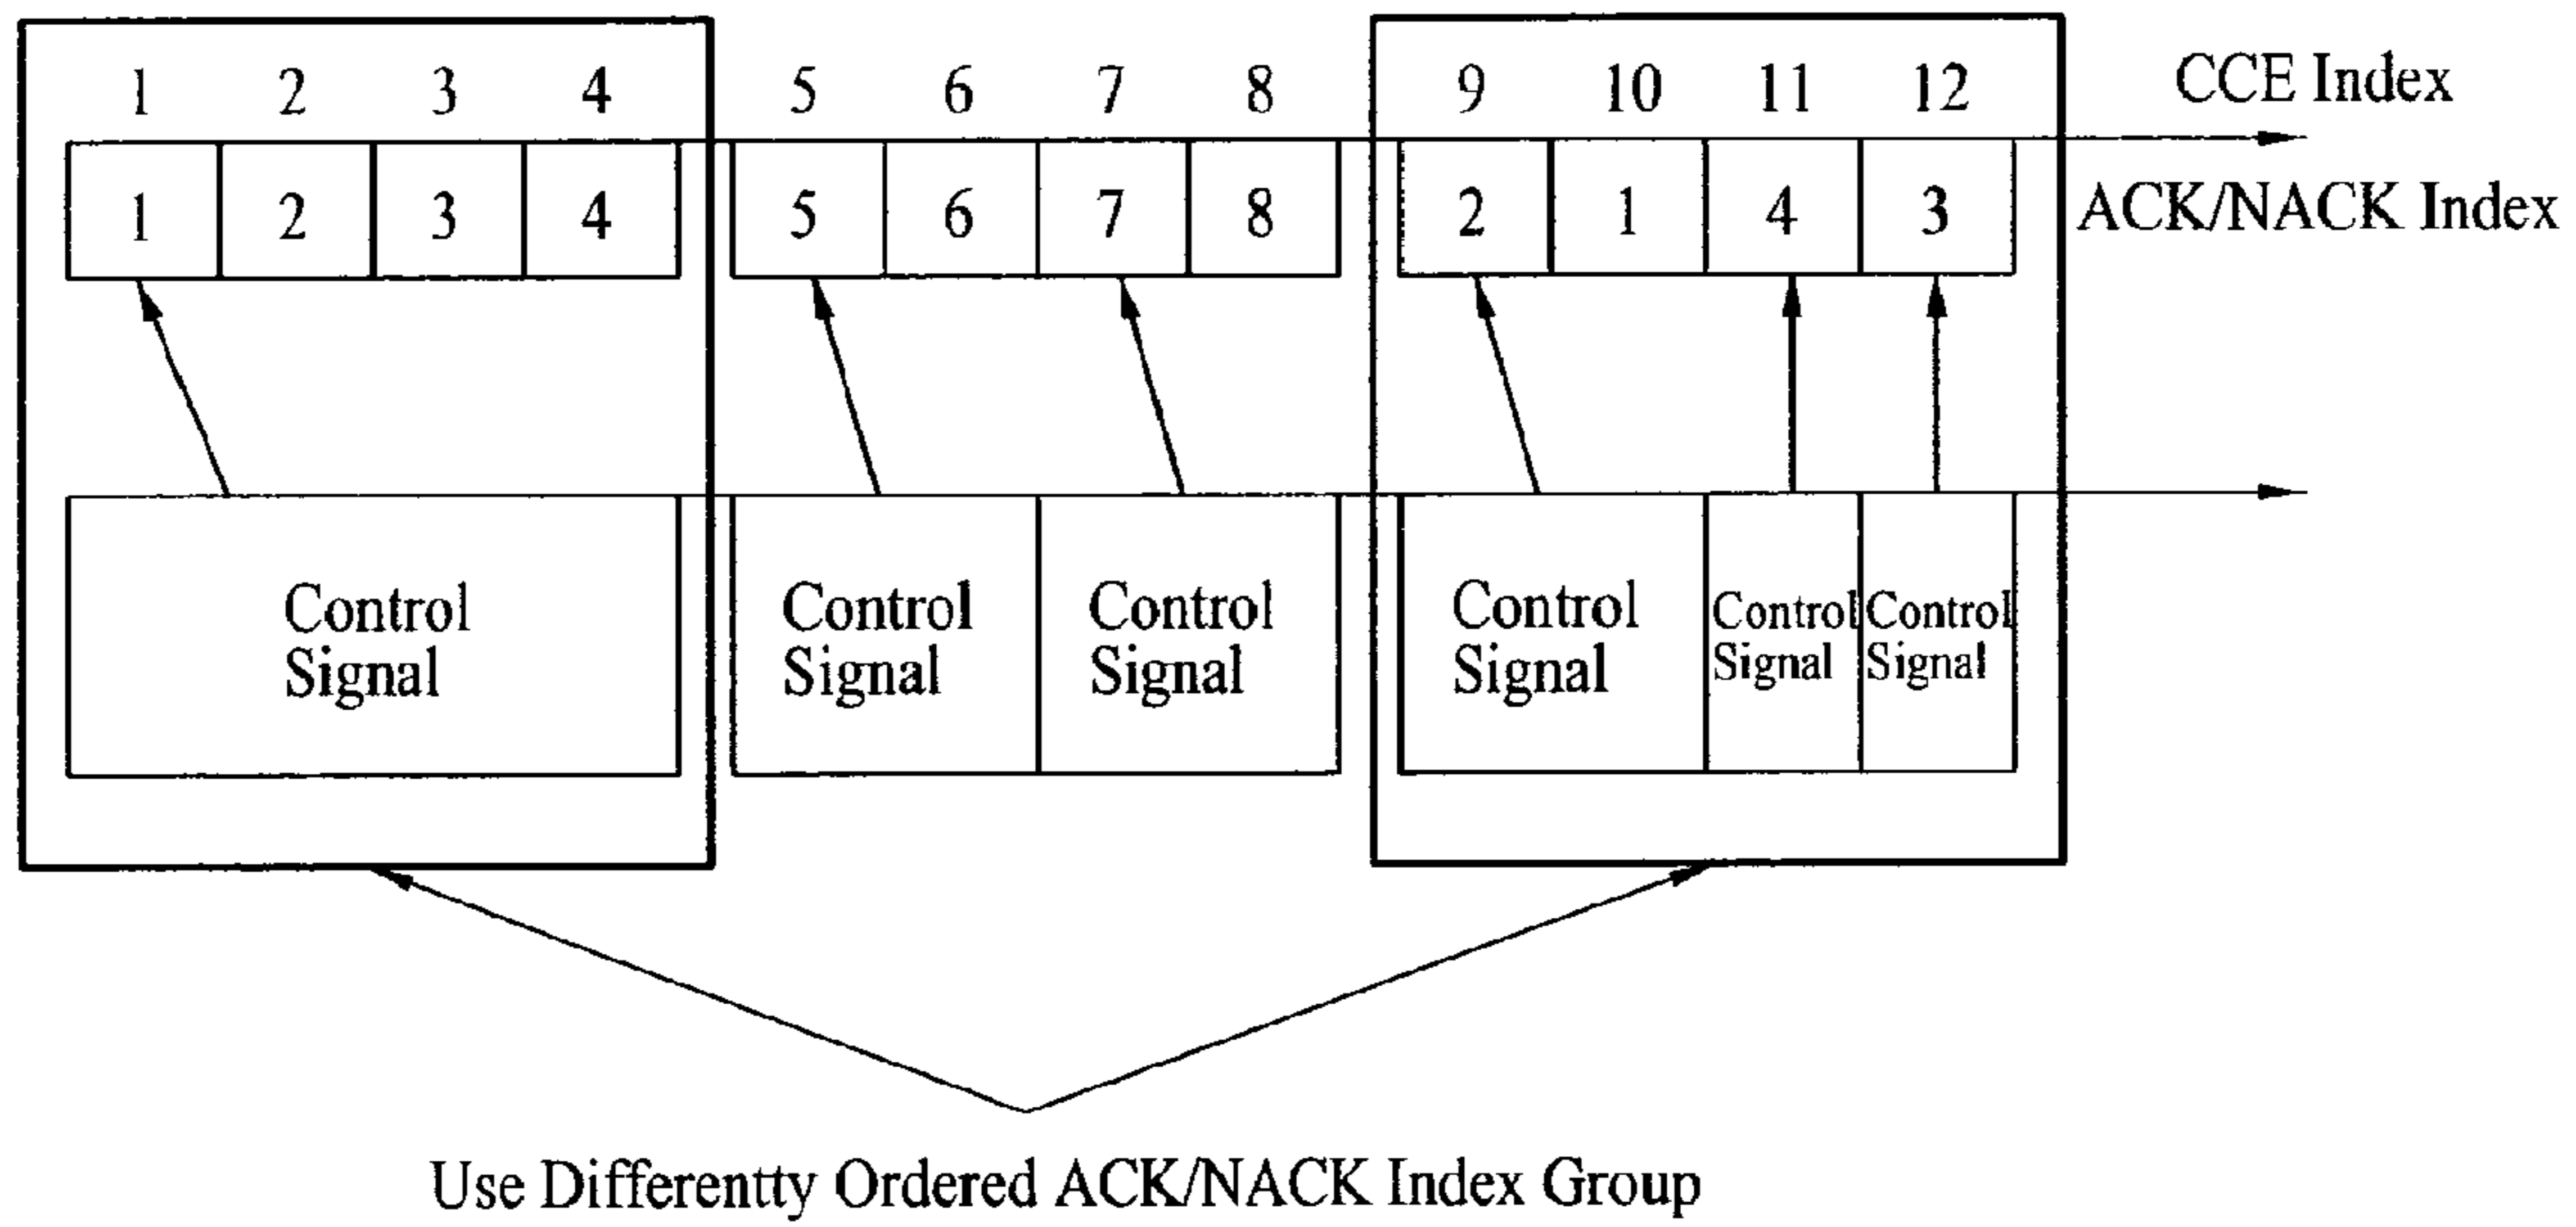 1 2 3 4 5 6 7 8 9 10 11 12 CCE Index
1 2 3 4 5 6 7 8 2 1 4 3 ACK/NACK Index
Control Signal
Control Signal
Control Signal
Control Signal
Control Signal
Control Signal
Use Differentty Ordered ACK/NACK Index Group